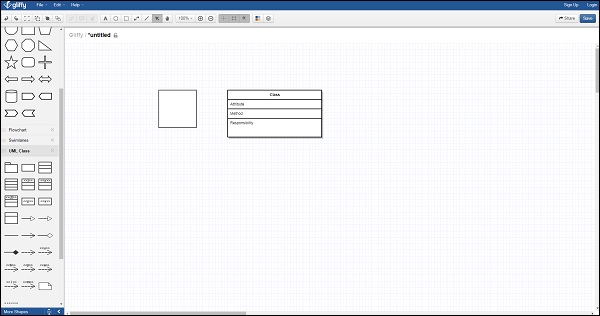 gliffy File Edit Help Sign Up Login
A 100% Share Save
Gliffy / *untitled
Class
Attribute
Method
Responsibility
Flowchart
Swimlanes
UML Class
More Shapes